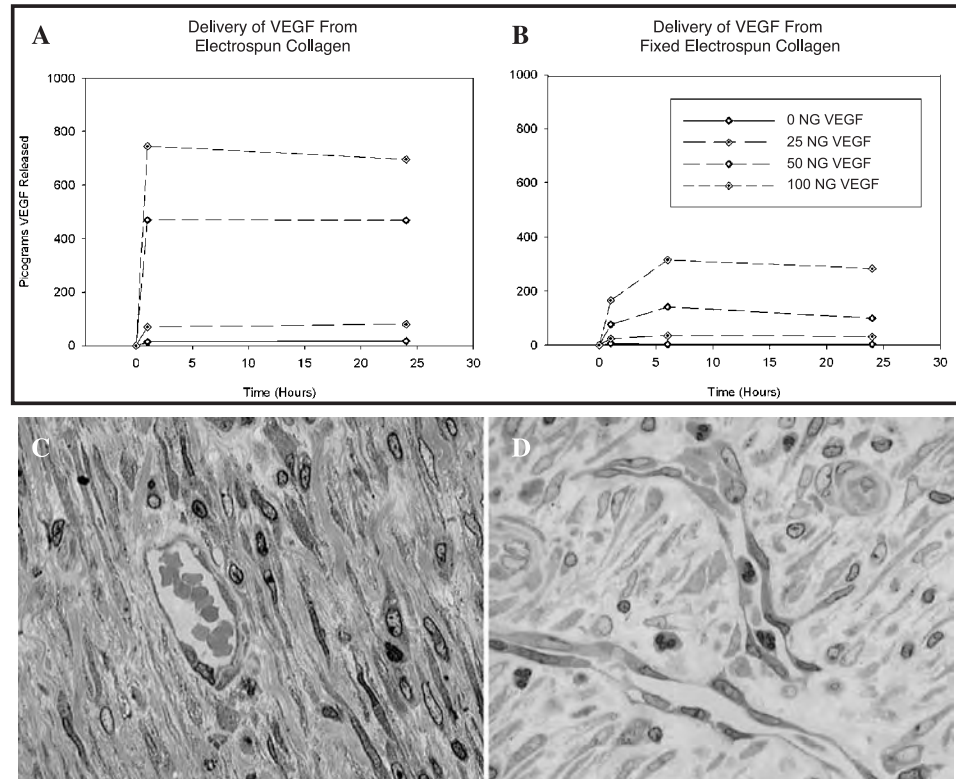 A
Delivery of VEGF From
Electrospun Collagen
Picograms VEGF Released
1000
800
600
400
200
0
0 5 10 15 20 25 30
Time (Hours)
B
Delivery of VEGF From
Fixed Electrospun Collagen
1000
800
600
400
200
0
0 NG VEGF
25 NG VEGF
50 NG VEGF
100 NG VEGF
0 5 10 15 20 25 30
Time (Hours)
C
D